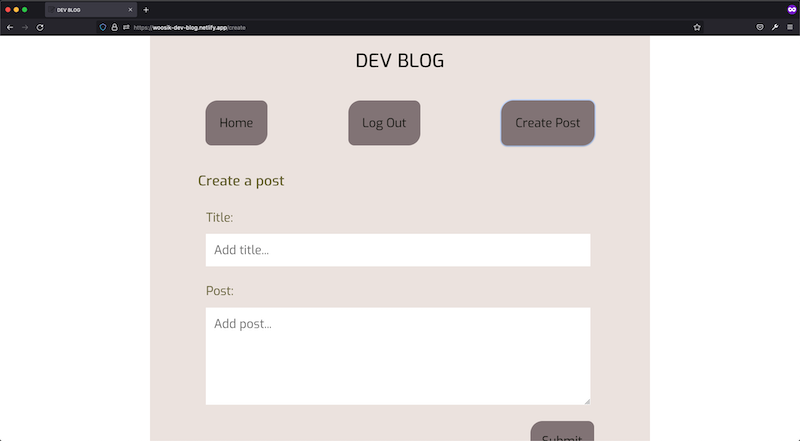 DEV BLOG
https://woosik-dev-blog.netlify.app/create
DEV BLOG
Home
Log Out
Create Post
Create a post
Title:
Add title...
Post:
Add post...
Submit